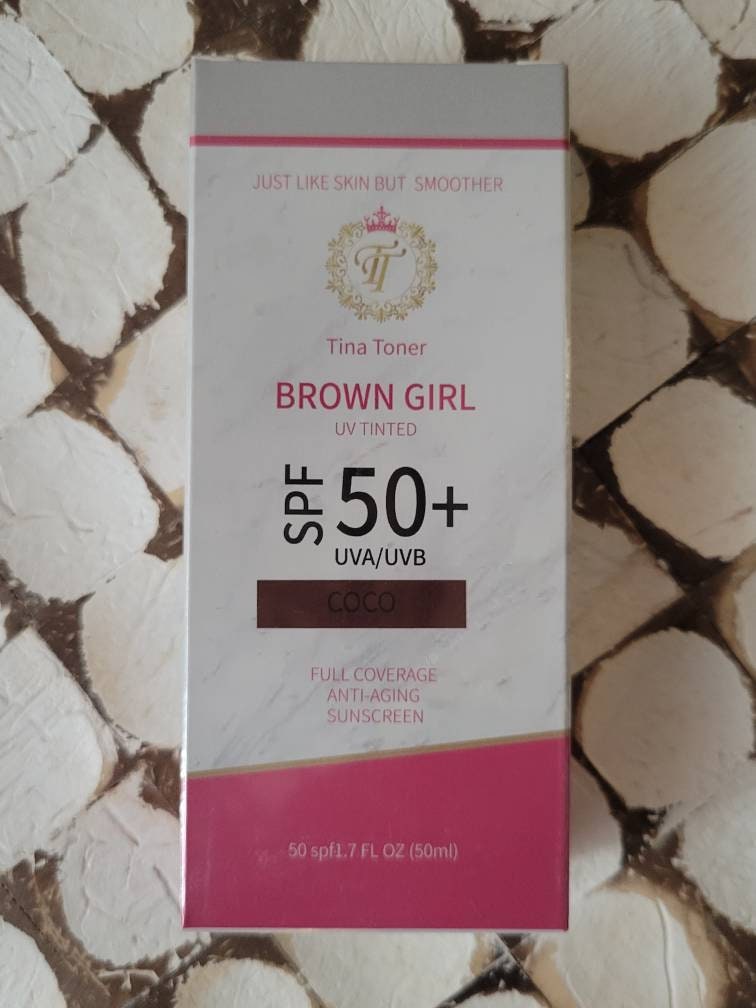 JUST LIKE SKIN BUT SMOOTHER
TT
Tina Toner
BROWN GIRL
UV TINTED
SPF 50+
UVA/UVB
COCO
FULL COVERAGE
ANTI-AGING
SUNSCREEN
50 spf1.7 FL OZ (50ml)